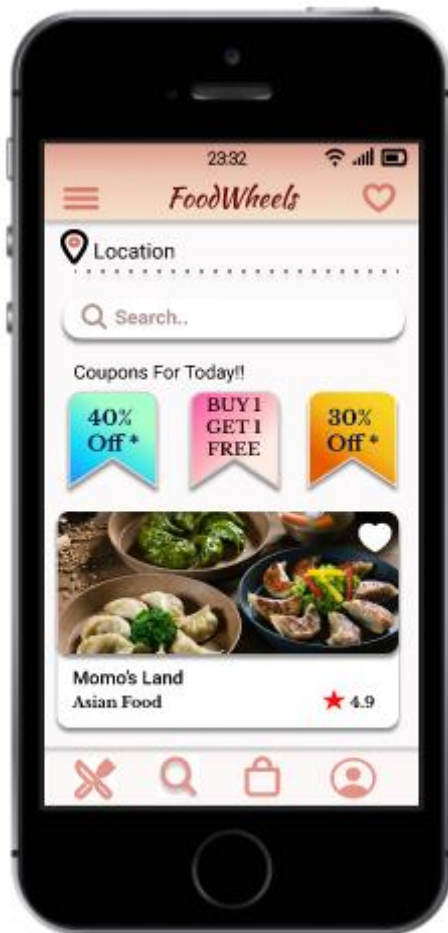 23:32
FoodWheels
Location
Search..
Coupons For Today!!
40%
Off *
BUY 1
GET 1
FREE
30%
Off *
Momo's Land
Asian Food
4.9